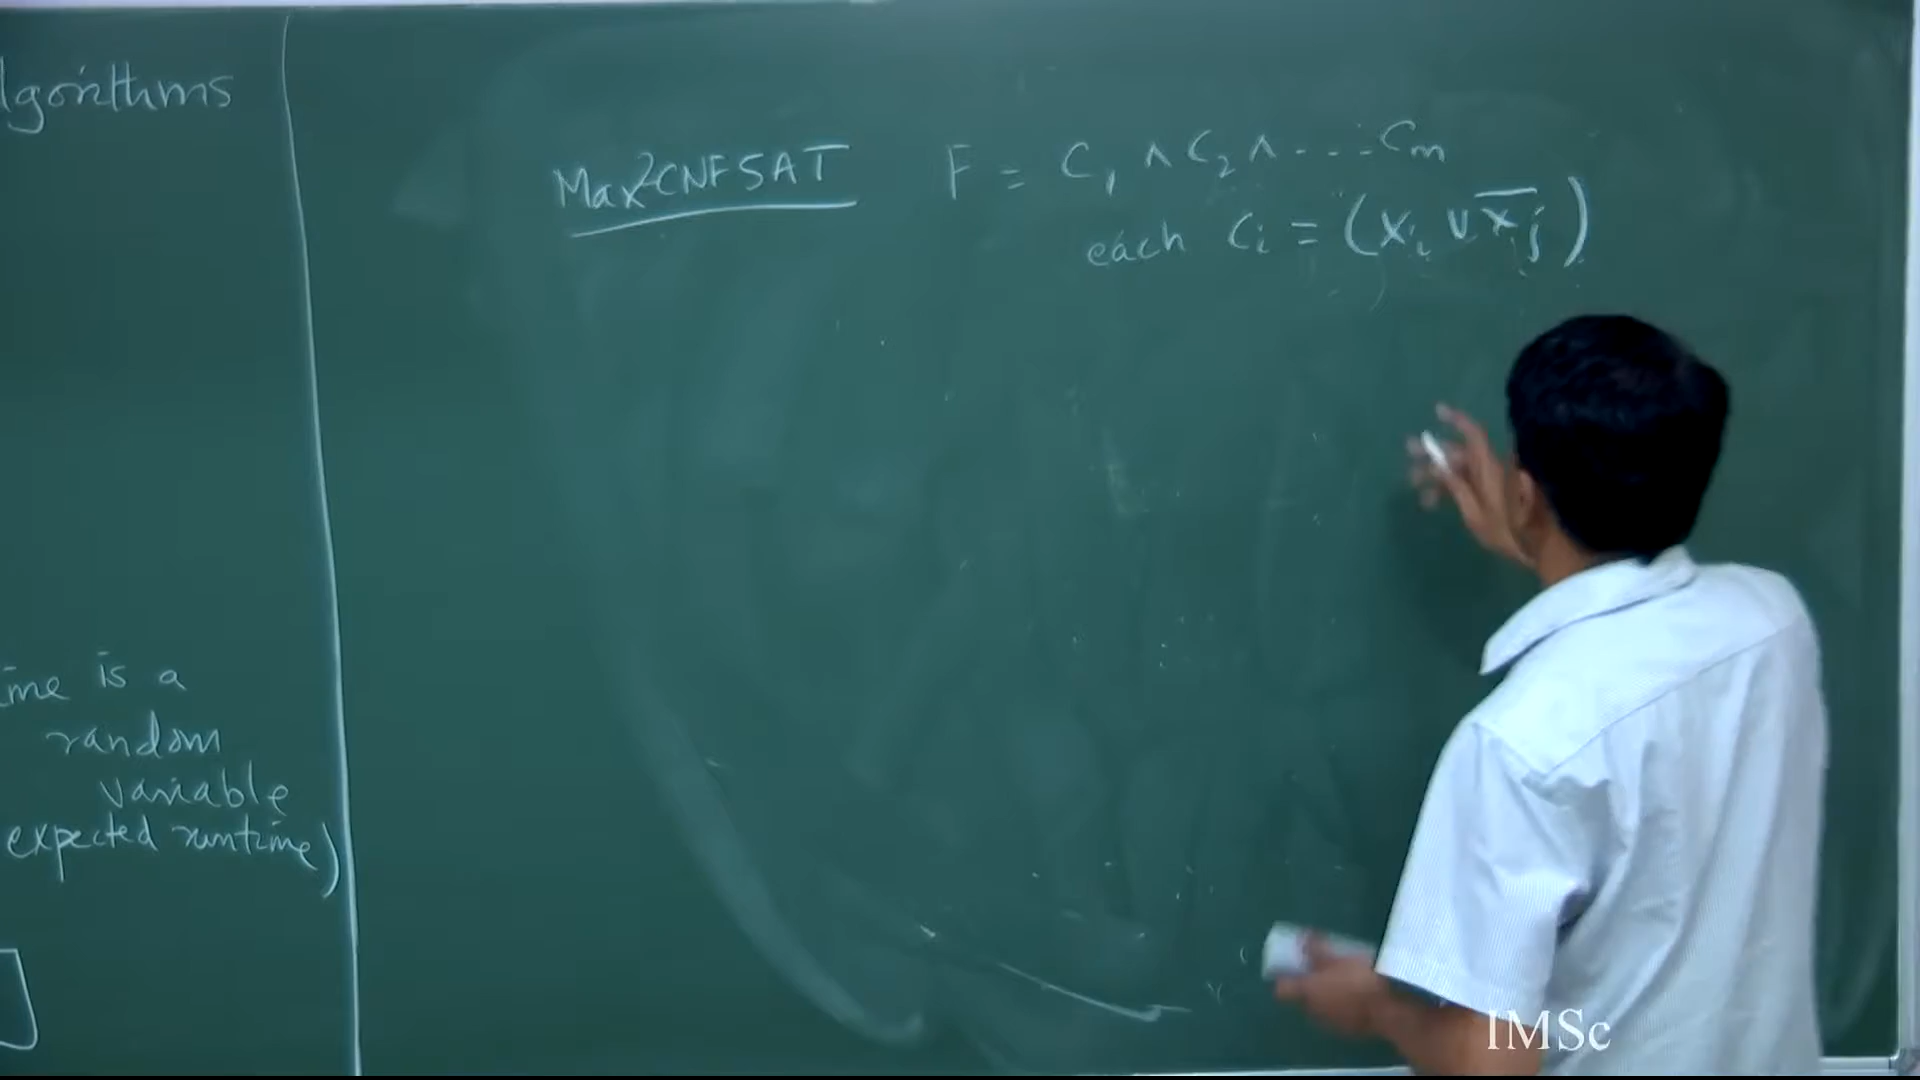 lgorithms
ime is a
random
variable
expected runtime)
Max2CNFSAT
F = C₁ ∧ C₂ ∧ ... Cm
each Ci = (xi ∨ x̄j)
IMSc